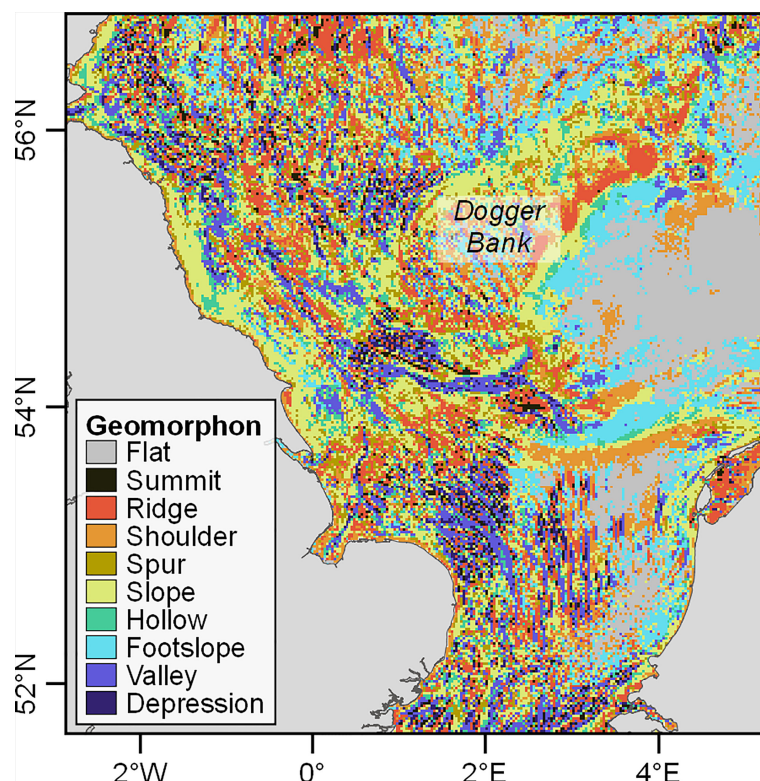 56°N
Dogger
Bank
54°N
Geomorphon
Flat
Summit
Ridge
Shoulder
Spur
Slope
Hollow
Footslope
Valley
Depression
52°N
2°W
0°
2°E
4°E